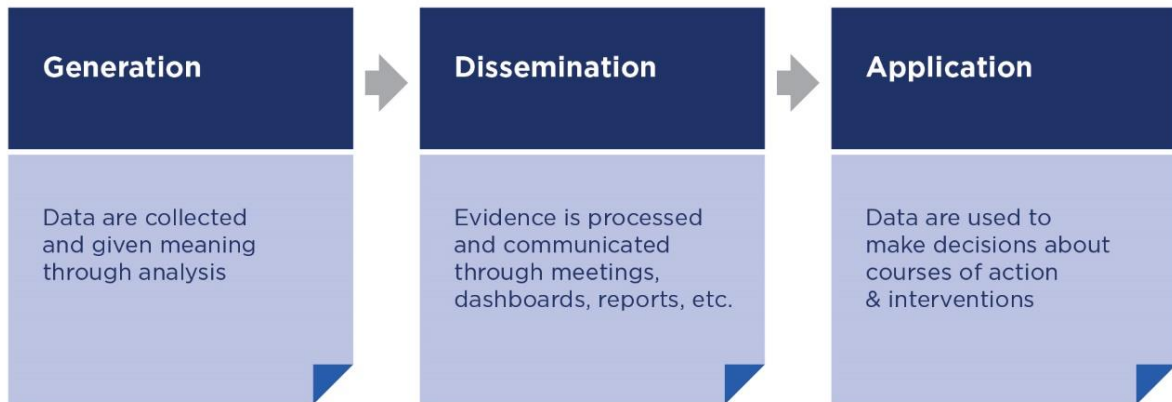 Generation
Data are collected
and given meaning
through analysis
Dissemination
Evidence is processed
and communicated
through meetings,
dashboards, reports, etc.
Application
Data are used to
make decisions about
courses of action
& interventions